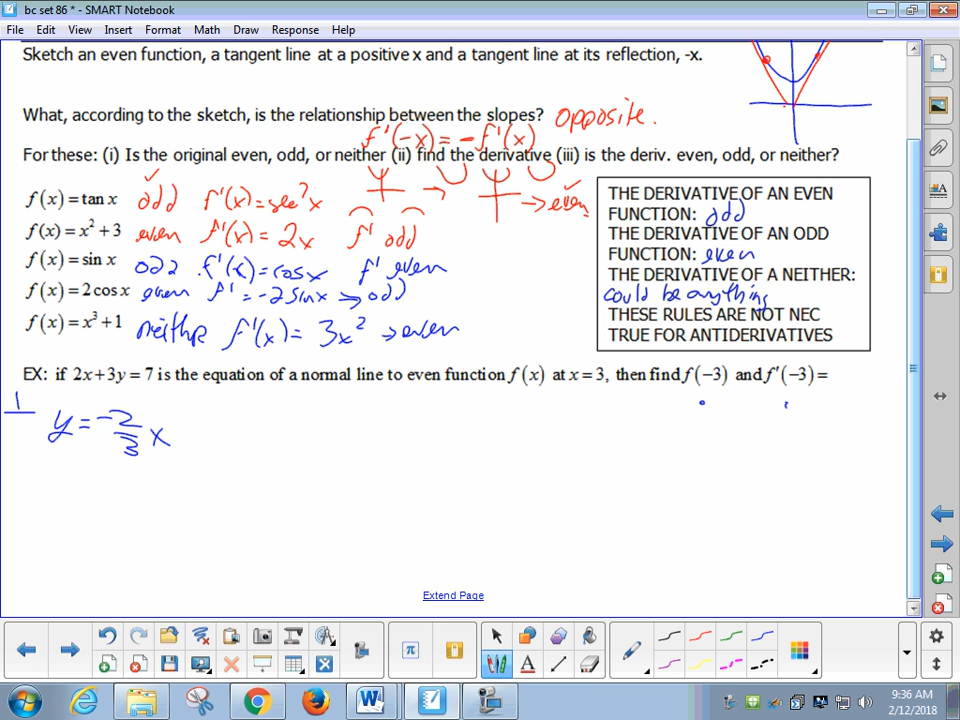 bc set 86 * - SMART Notebook
File Edit View Insert Format Math Draw Response Help
Sketch an even function, a tangent line at a positive x and a tangent line at its reflection, -x.
What, according to the sketch, is the relationship between the slopes? opposite.
f'(-x) = -f'(x)
For these: (i) Is the original even, odd, or neither (ii) find the derivative (iii) is the deriv. even, odd, or neither?
f(x) = tan x odd f'(x) = sec²x → → even
f(x) = x² + 3 even f'(x) = 2x f' odd
f(x) = sin x odd f'(x) = cos x f' even
f(x) = 2cos x even f' = -2 sin x → odd
f(x) = x³ + 1 neither f'(x) = 3x² → even
THE DERIVATIVE OF AN EVEN
FUNCTION: odd
THE DERIVATIVE OF AN ODD
FUNCTION: even
THE DERIVATIVE OF A NEITHER:
could be anything
THESE RULES ARE NOT NEC
TRUE FOR ANTIDERIVATIVES
EX: if 2x+3y = 7 is the equation of a normal line to even function f(x) at x = 3, then find f(-3) and f'(-3) =
y = -2/3 x
Extend Page
9:36 AM
2/12/2018